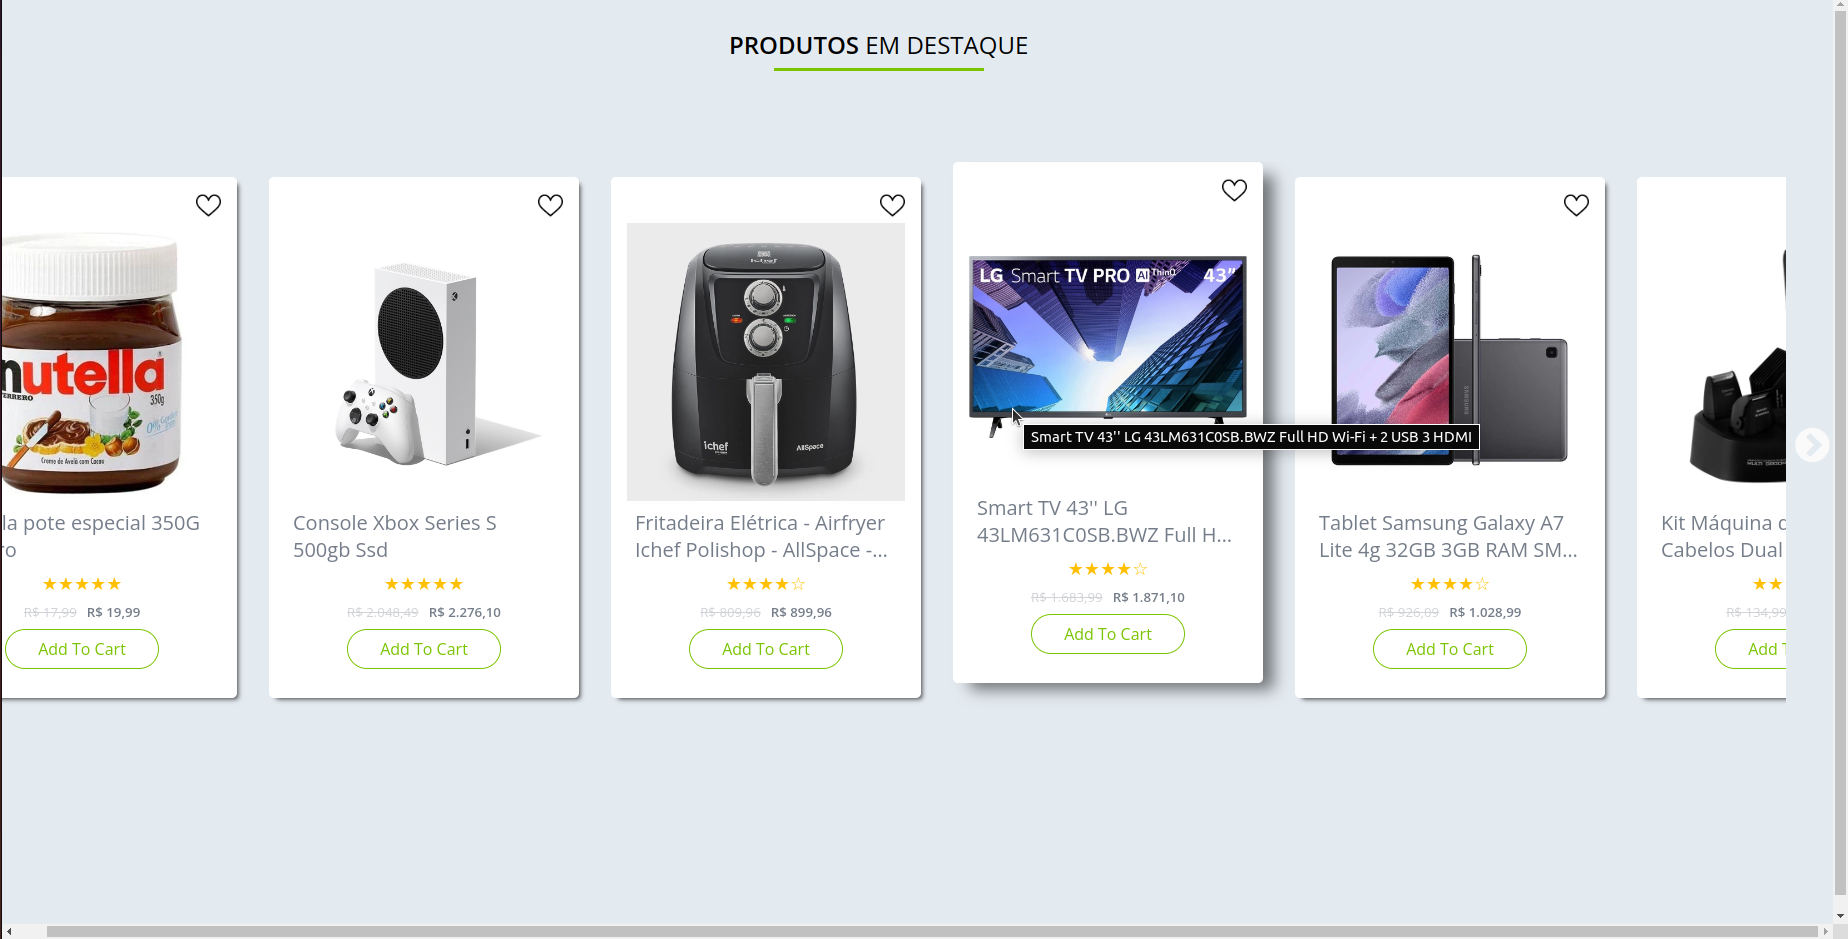 PRODUTOS EM DESTAQUE
nutella
FERRERO
350g
0%
Creme de Avelã com Cacau
la pote especial 350G
ro
★★★★★
R$ 17,99 R$ 19,99
Add To Cart
Console Xbox Series S
500gb Ssd
★★★★★
R$ 2.048,49 R$ 2.276,10
Add To Cart
ichef
ichef
AllSpace
Fritadeira Elétrica - Airfryer
Ichef Polishop - AllSpace -...
★★★★☆
R$ 809,96 R$ 899,96
Add To Cart
LG Smart TV PRO AI ThinQ 43"
Smart TV 43'' LG 43LM631C0SB.BWZ Full HD Wi-Fi + 2 USB 3 HDMI
Smart TV 43'' LG
43LM631C0SB.BWZ Full H...
★★★★☆
R$ 1.683,99 R$ 1.871,10
Add To Cart
SAMSUNG
Tablet Samsung Galaxy A7
Lite 4g 32GB 3GB RAM SM...
★★★★☆
R$ 926,09 R$ 1.028,99
Add To Cart
Kit Máquina d
Cabelos Dual
★★
R$ 134,99
Add T